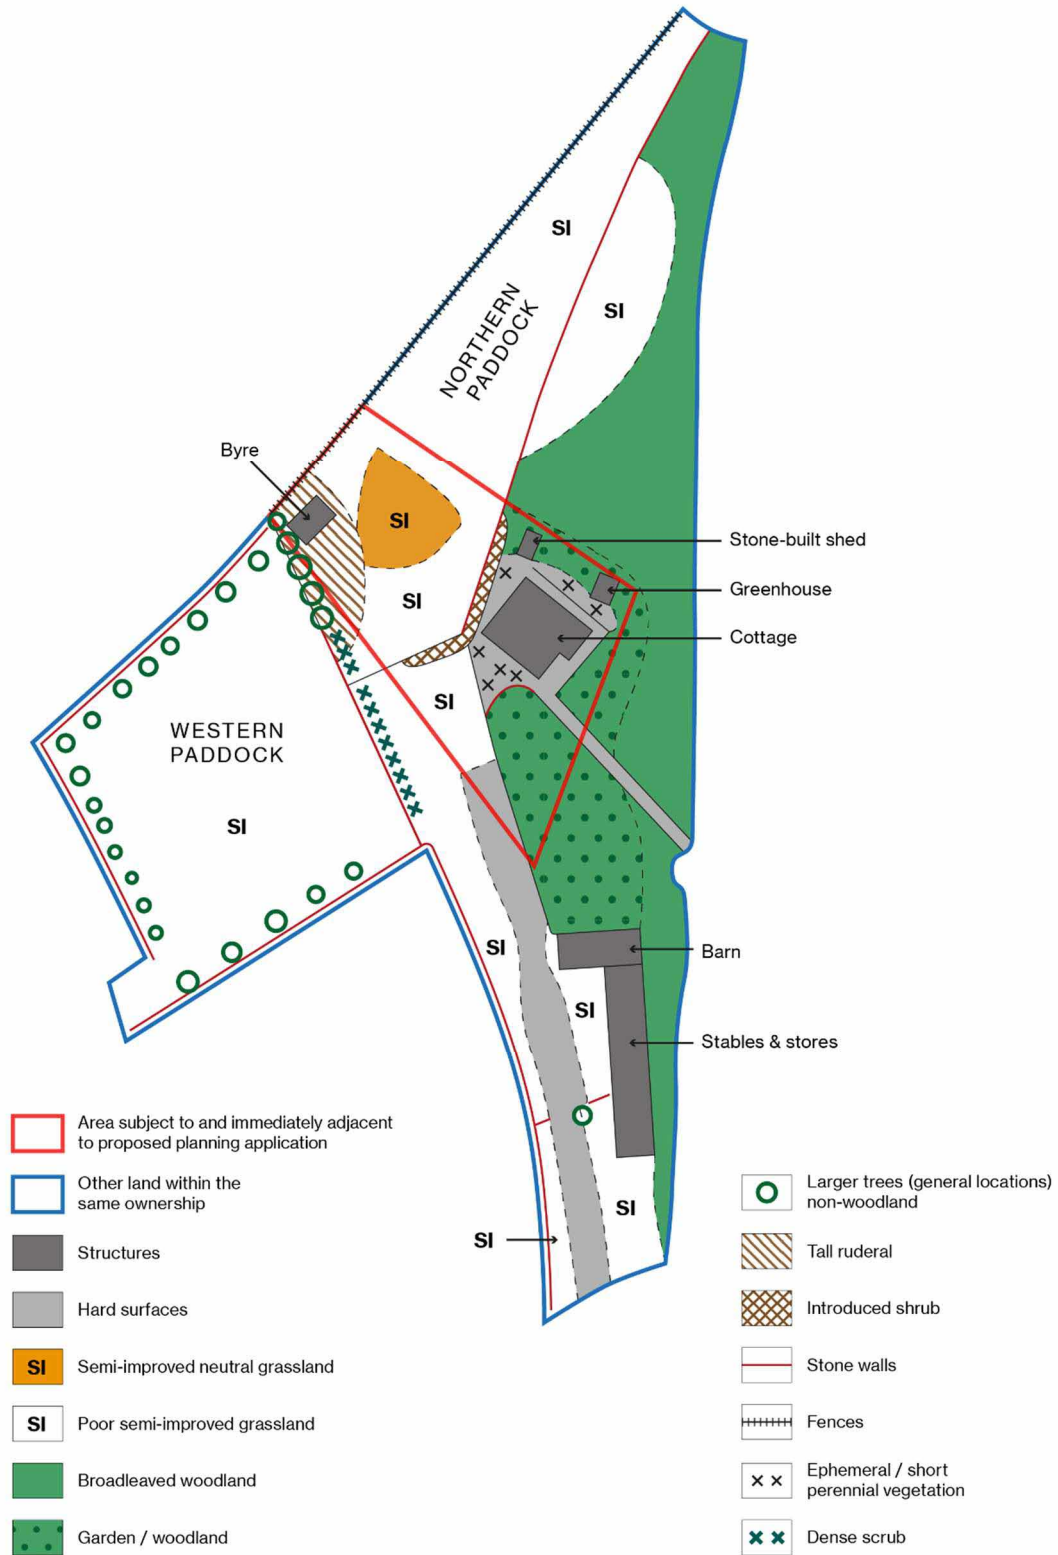 SI
SI
NORTHERN
PADDOCK
Byre
SI
Stone-built shed
Greenhouse
SI
Cottage
SI
WESTERN
PADDOCK
SI
SI
Barn
SI
Stables & stores
SI
SI
Area subject to and immediately adjacent
to proposed planning application
Other land within the
same ownership
Structures
Hard surfaces
SI Semi-improved neutral grassland
SI Poor semi-improved grassland
Broadleaved woodland
Garden / woodland
Larger trees (general locations)
non-woodland
Tall ruderal
Introduced shrub
Stone walls
Fences
Ephemeral / short
perennial vegetation
Dense scrub